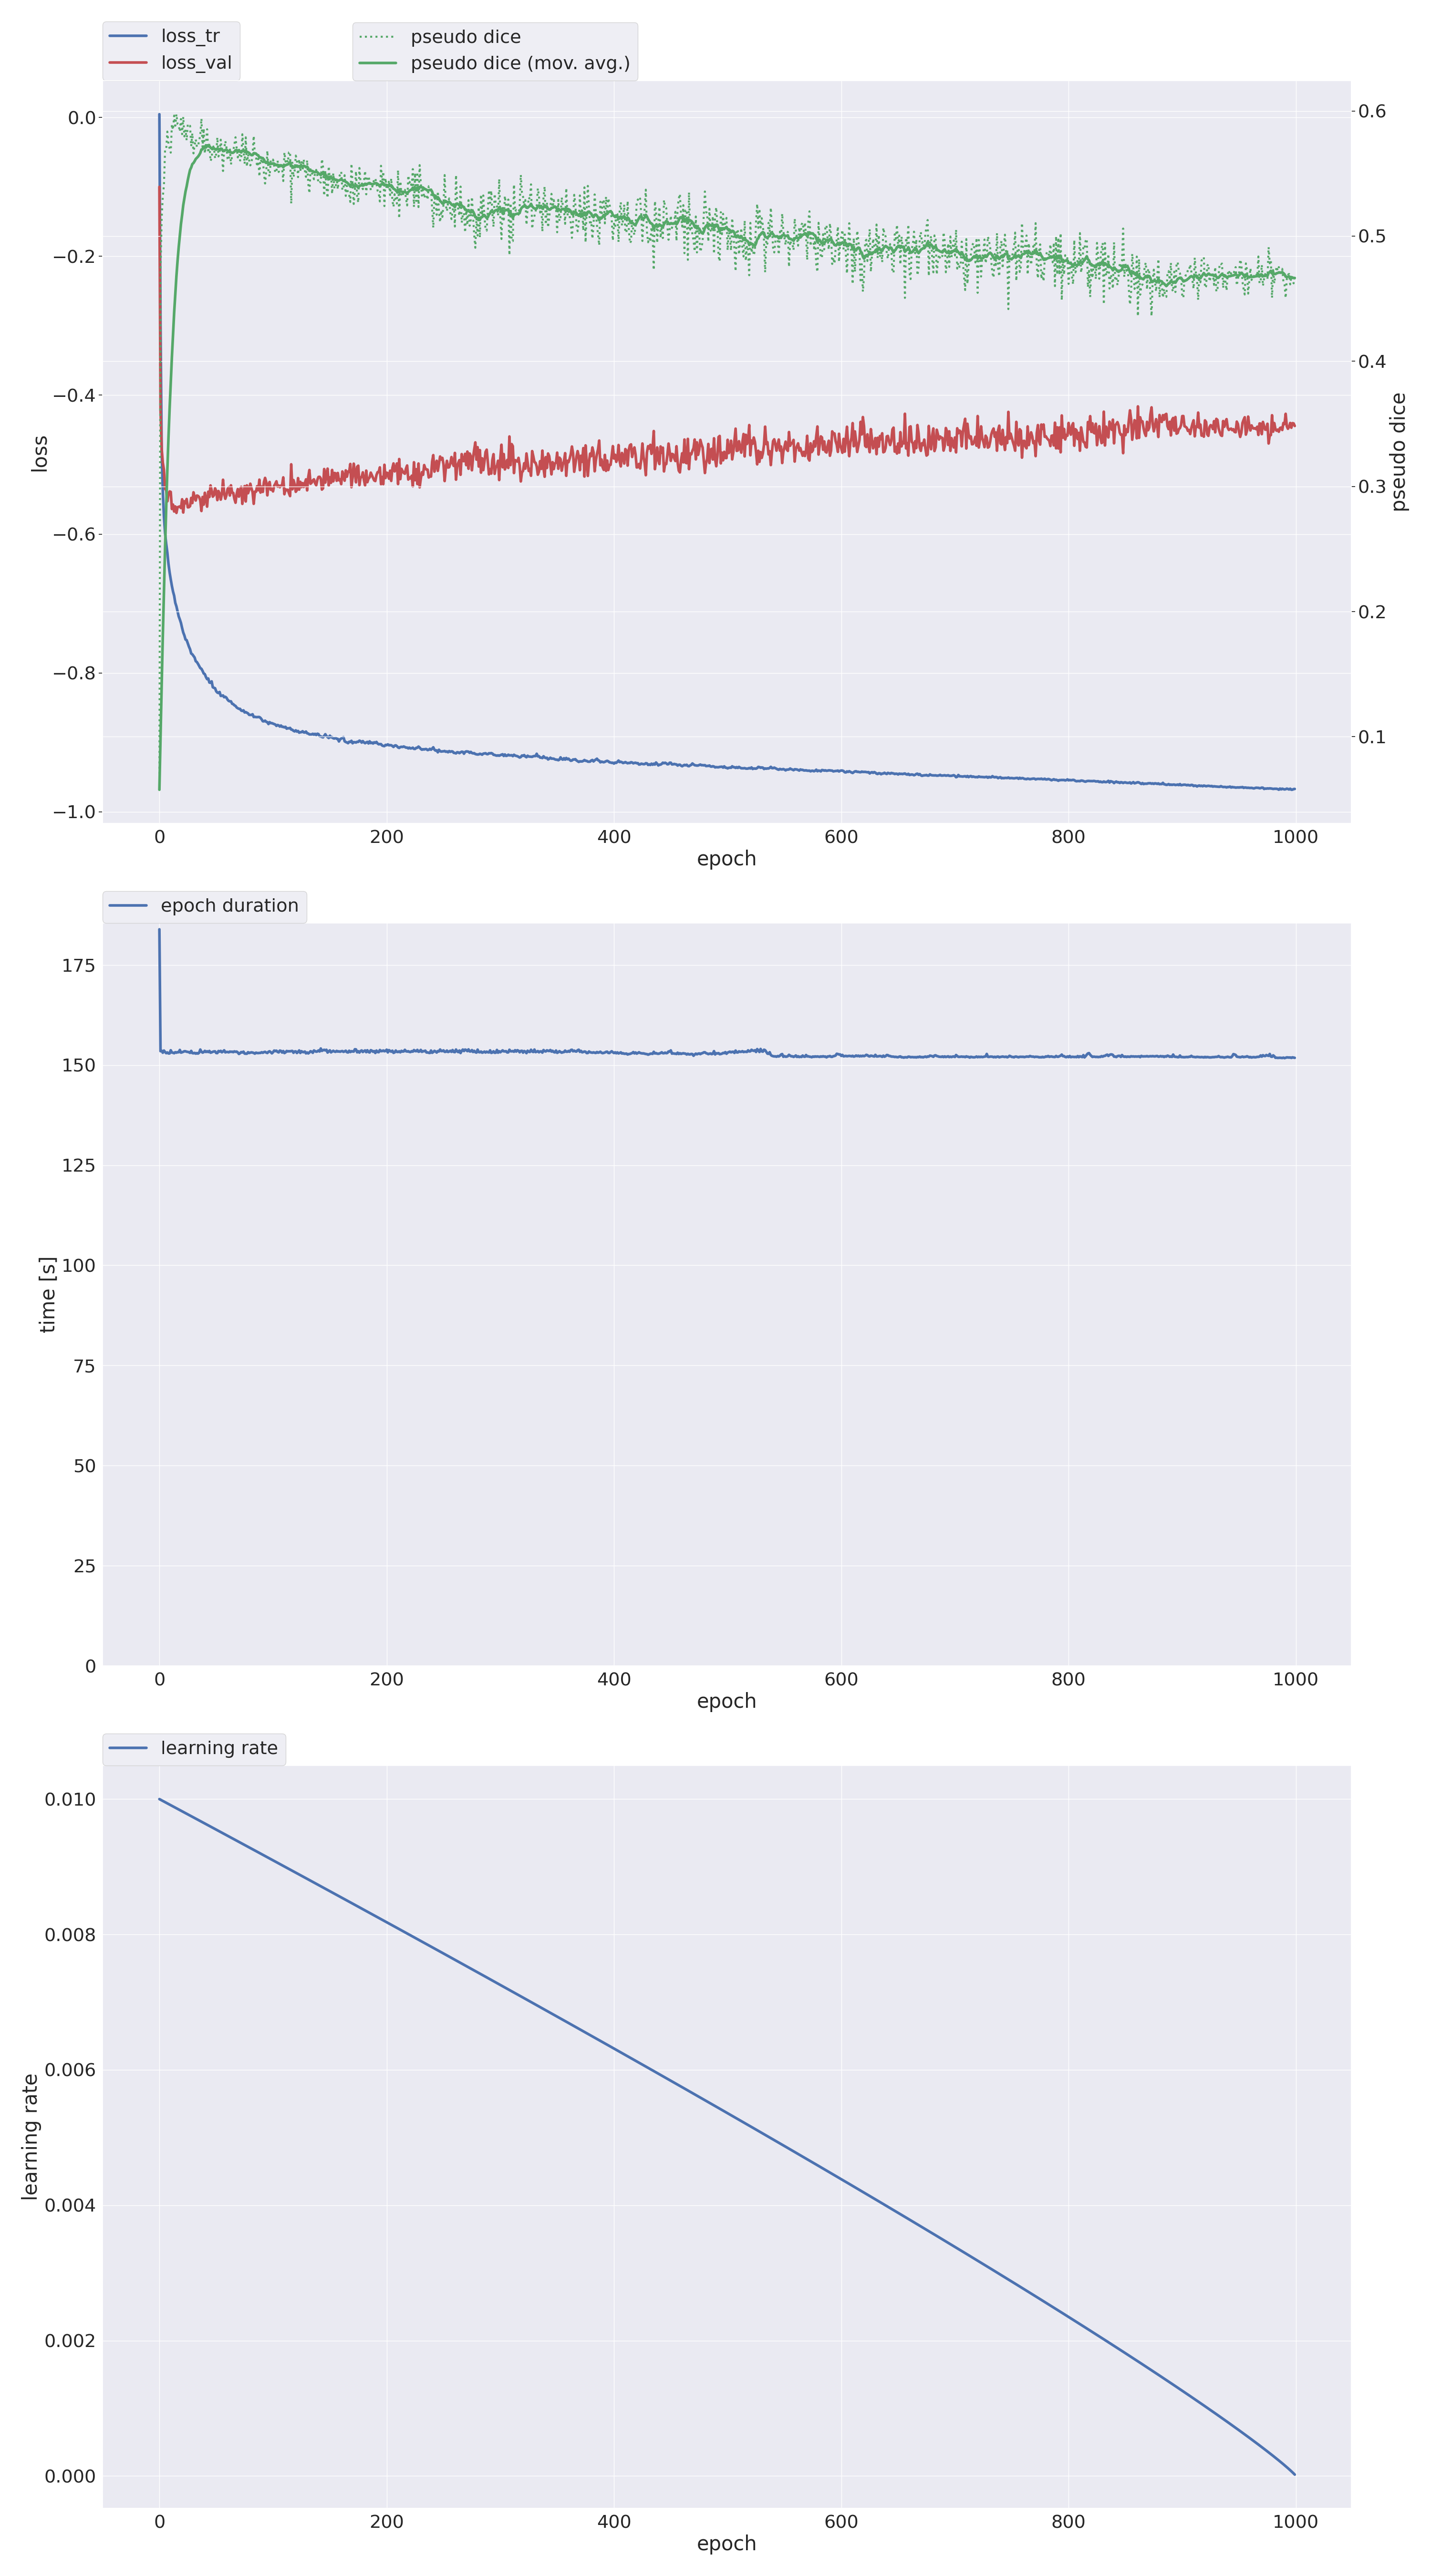 loss_tr
loss_val
pseudo dice
pseudo dice (mov. avg.)
0.0
−0.2
−0.4
−0.6
−0.8
−1.0
loss
0.6
0.5
0.4
0.3
0.2
0.1
pseudo dice
0 200 400 600 800 1000
epoch
epoch duration
175
150
125
100
75
50
25
0
time [s]
0 200 400 600 800 1000
epoch
learning rate
0.010
0.008
0.006
0.004
0.002
0.000
learning rate
0 200 400 600 800 1000
epoch